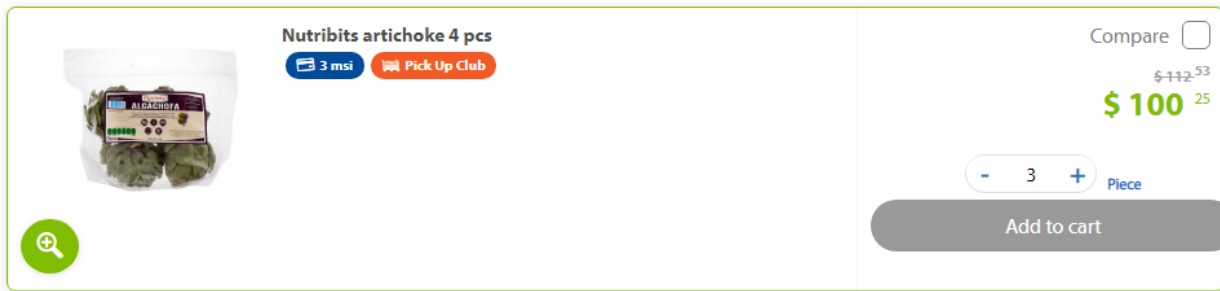 Nutribits artichoke 4 pcs
3 msi Pick Up Club
ALCACHOFA
Compare
$ 112 53
$ 100 25
- 3 + Piece
Add to cart